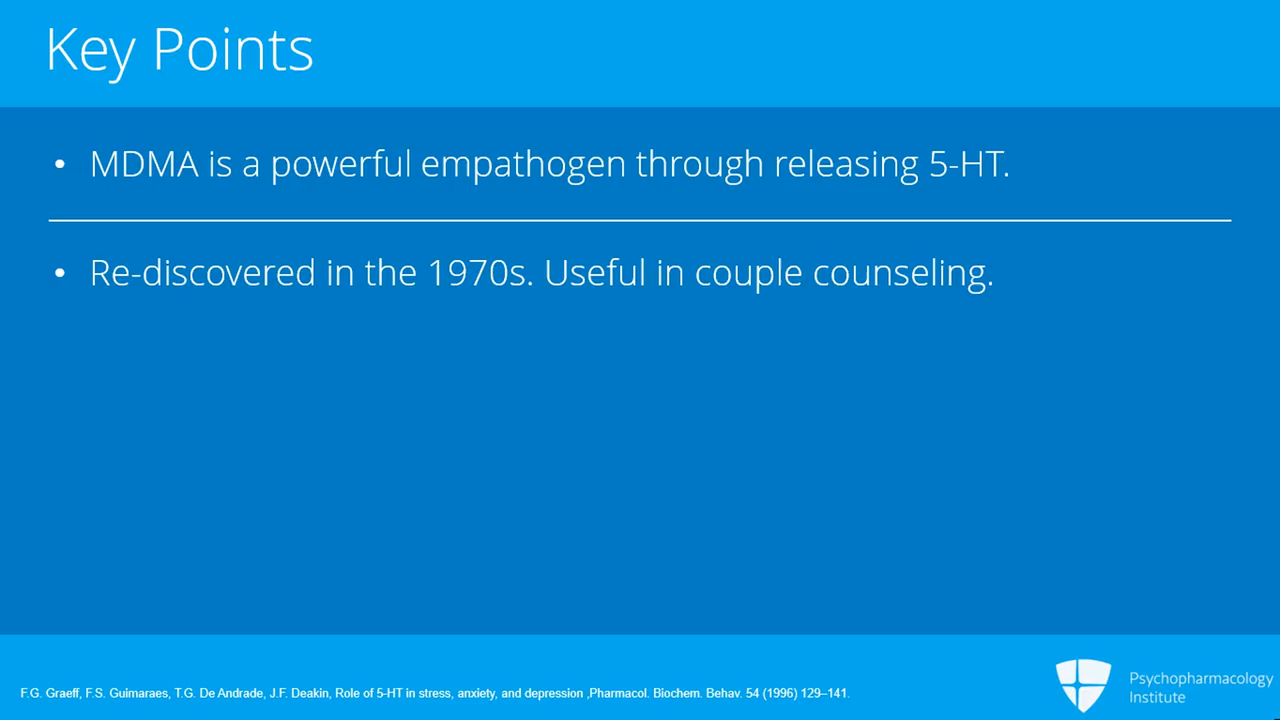 Key Points
• MDMA is a powerful empathogen through releasing 5-HT.
• Re-discovered in the 1970s. Useful in couple counseling.
F.G. Graeff, F.S. Guimaraes, T.G. De Andrade, J.F. Deakin, Role of 5-HT in stress, anxiety, and depression ,Pharmacol. Biochem. Behav. 54 (1996) 129–141.
Psychopharmacology
Institute